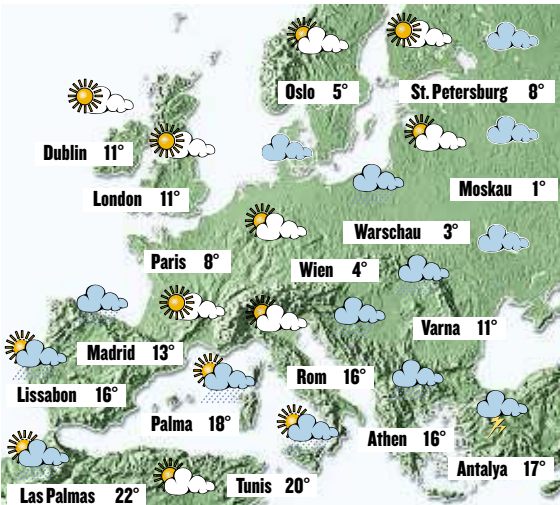 Oslo 5°
St. Petersburg 8°
Dublin 11°
London 11°
Moskau 1°
Warschau 3°
Paris 8°
Wien 4°
Varna 11°
Madrid 13°
Rom 16°
Lissabon 16°
Palma 18°
Athen 16°
Antalya 17°
Tunis 20°
Las Palmas 22°